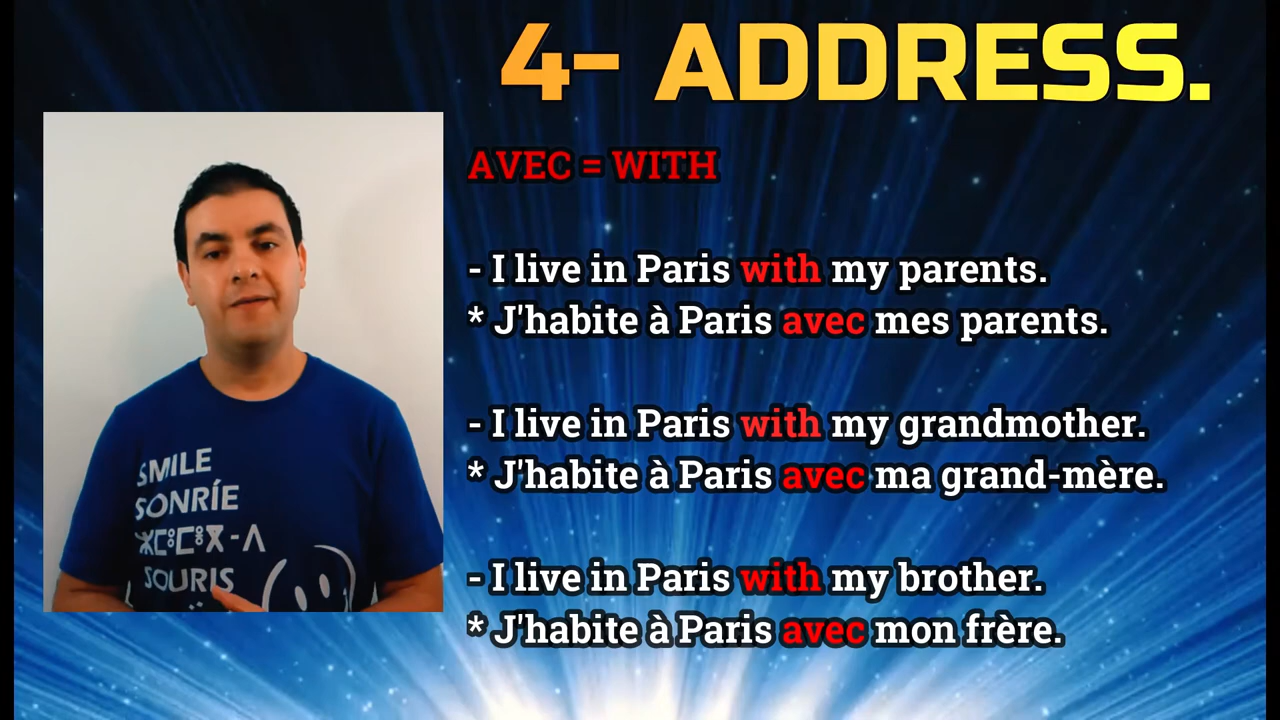 4- ADDRESS.
AVEC = WITH
- I live in Paris with my parents.
* J'habite à Paris avec mes parents.
- I live in Paris with my grandmother.
* J'habite à Paris avec ma grand-mère.
- I live in Paris with my brother.
* J'habite à Paris avec mon frère.
SMILE
SONRÍE
SOURIS